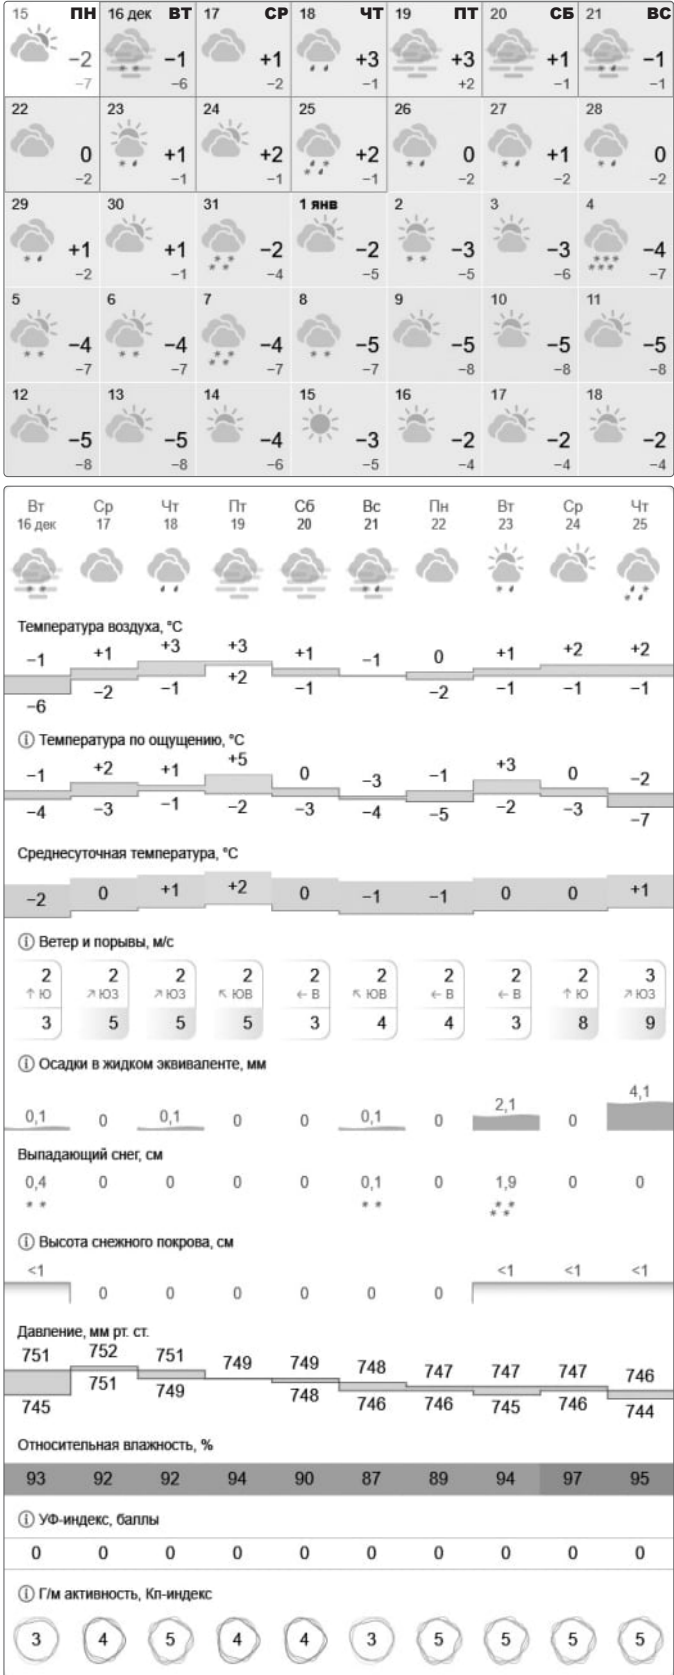 15 ПН 16 дек ВТ 17 СР 18 ЧТ 19 ПТ 20 СБ 21 ВС
−2 −1 +1 +3 +3 +1 −1
−7 −6 −2 −1 +2 −1 −1
22 23 24 25 26 27 28
0 +1 +2 +2 0 +1 0
−2 −1 −1 −1 −2 −2 −2
29 30 31 1 янв 2 3 4
+1 +1 −2 −2 −3 −3 −4
−2 −1 −4 −5 −5 −6 −7
5 6 7 8 9 10 11
−4 −4 −4 −5 −5 −5 −5
−7 −7 −7 −7 −8 −8 −8
12 13 14 15 16 17 18
−5 −5 −4 −3 −2 −2 −2
−8 −8 −6 −5 −4 −4 −4
Вт Ср Чт Пт Сб Вс Пн Вт Ср Чт
16 дек 17 18 19 20 21 22 23 24 25
Температура воздуха, °C
−1 +1 +3 +3 +1 −1 0 +1 +2 +2
−6 −2 −1 +2 −1 −2 −1 −1 −1
Температура по ощущению, °C
−1 +2 +1 +5 0 −3 −1 +3 0 −2
−4 −3 −1 −2 −3 −4 −5 −2 −3 −7
Среднесуточная температура, °C
−2 0 +1 +2 0 −1 −1 0 0 +1
Ветер и порывы, м/с
2 2 2 2 2 2 2 2 2 3
↑ Ю ↗ ЮЗ ↗ ЮЗ ↖ ЮВ ← В ↖ ЮВ ← В ← В ↑ Ю ↗ ЮЗ
3 5 5 5 3 4 4 3 8 9
Осадки в жидком эквиваленте, мм
0,1 0 0,1 0 0 0,1 0 2,1 0 4,1
Выпадающий снег, см
0,4 0 0 0 0 0,1 0 1,9 0 0
Высота снежного покрова, см
<1 0 0 0 0 0 0 <1 <1 <1
Давление, мм рт. ст.
751 752 751 749 749 748 747 747 747 746
745 751 749 748 746 746 745 746 744
Относительная влажность, %
93 92 92 94 90 87 89 94 97 95
УФ-индекс, баллы
0 0 0 0 0 0 0 0 0 0
Г/м активность, Кп-индекс
3 4 5 4 4 3 5 5 5 5